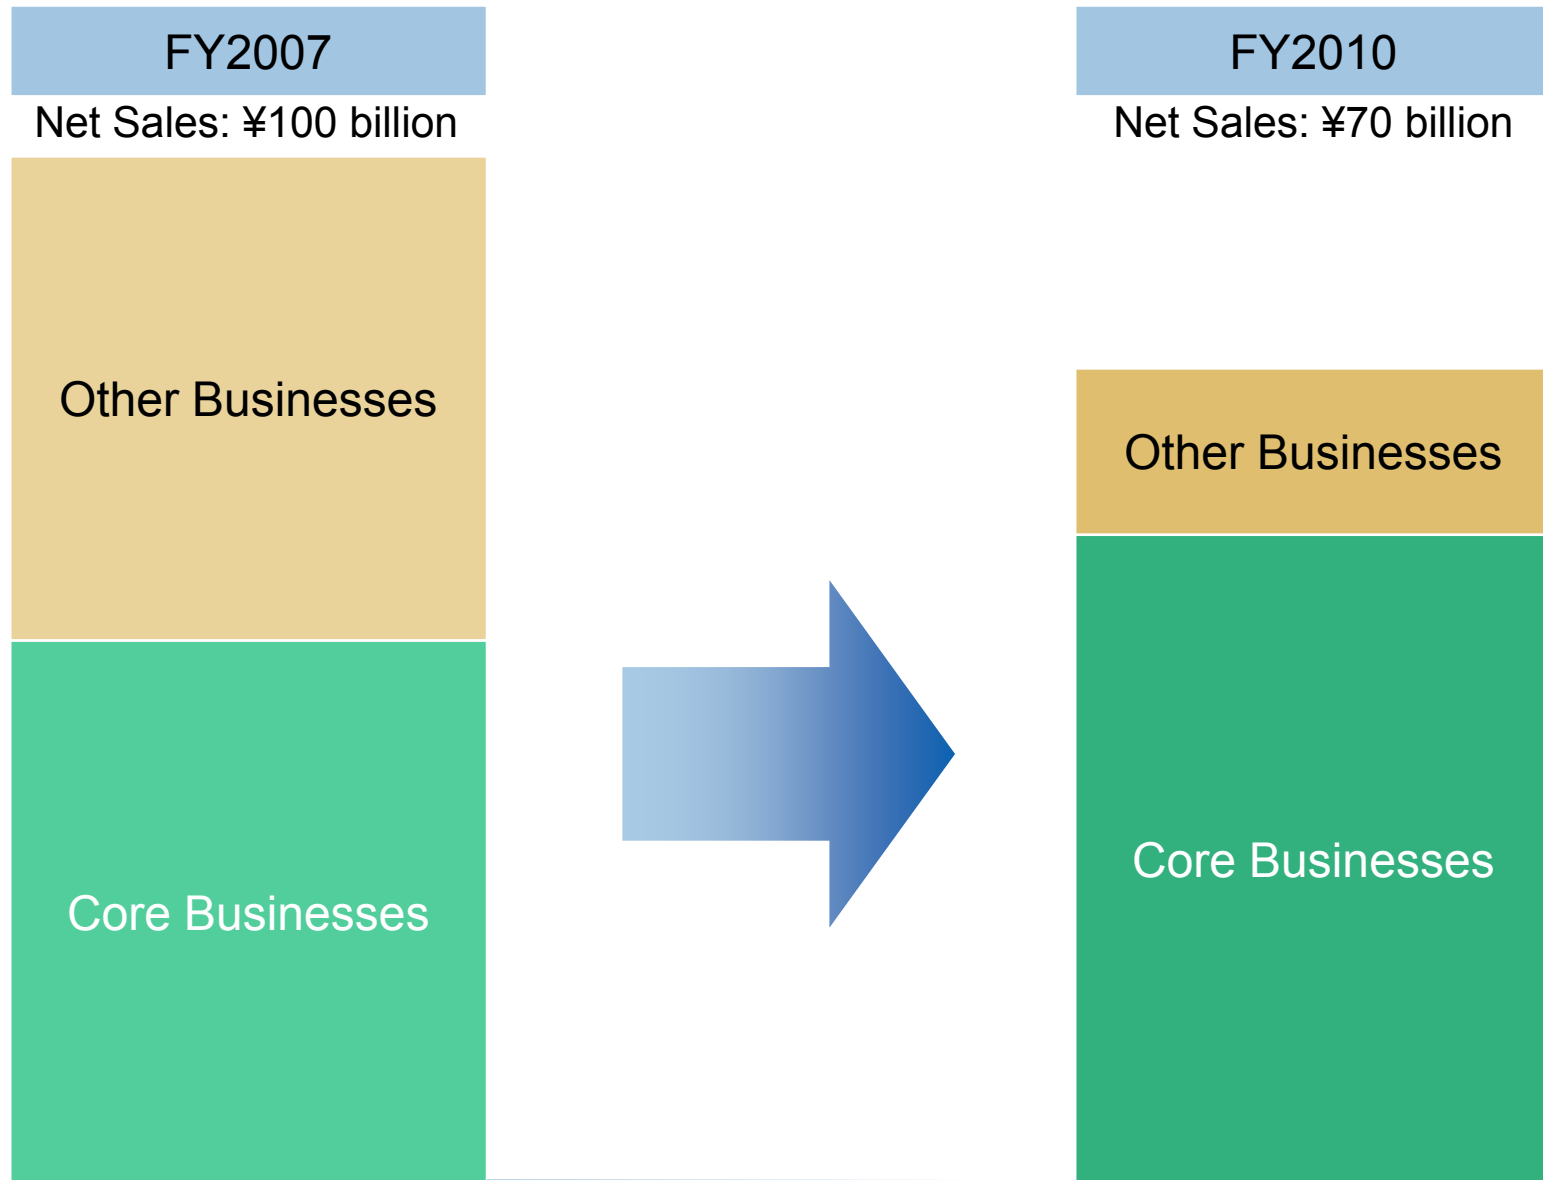 FY2007
Net Sales: ¥100 billion
Other Businesses
Core Businesses
FY2010
Net Sales: ¥70 billion
Other Businesses
Core Businesses